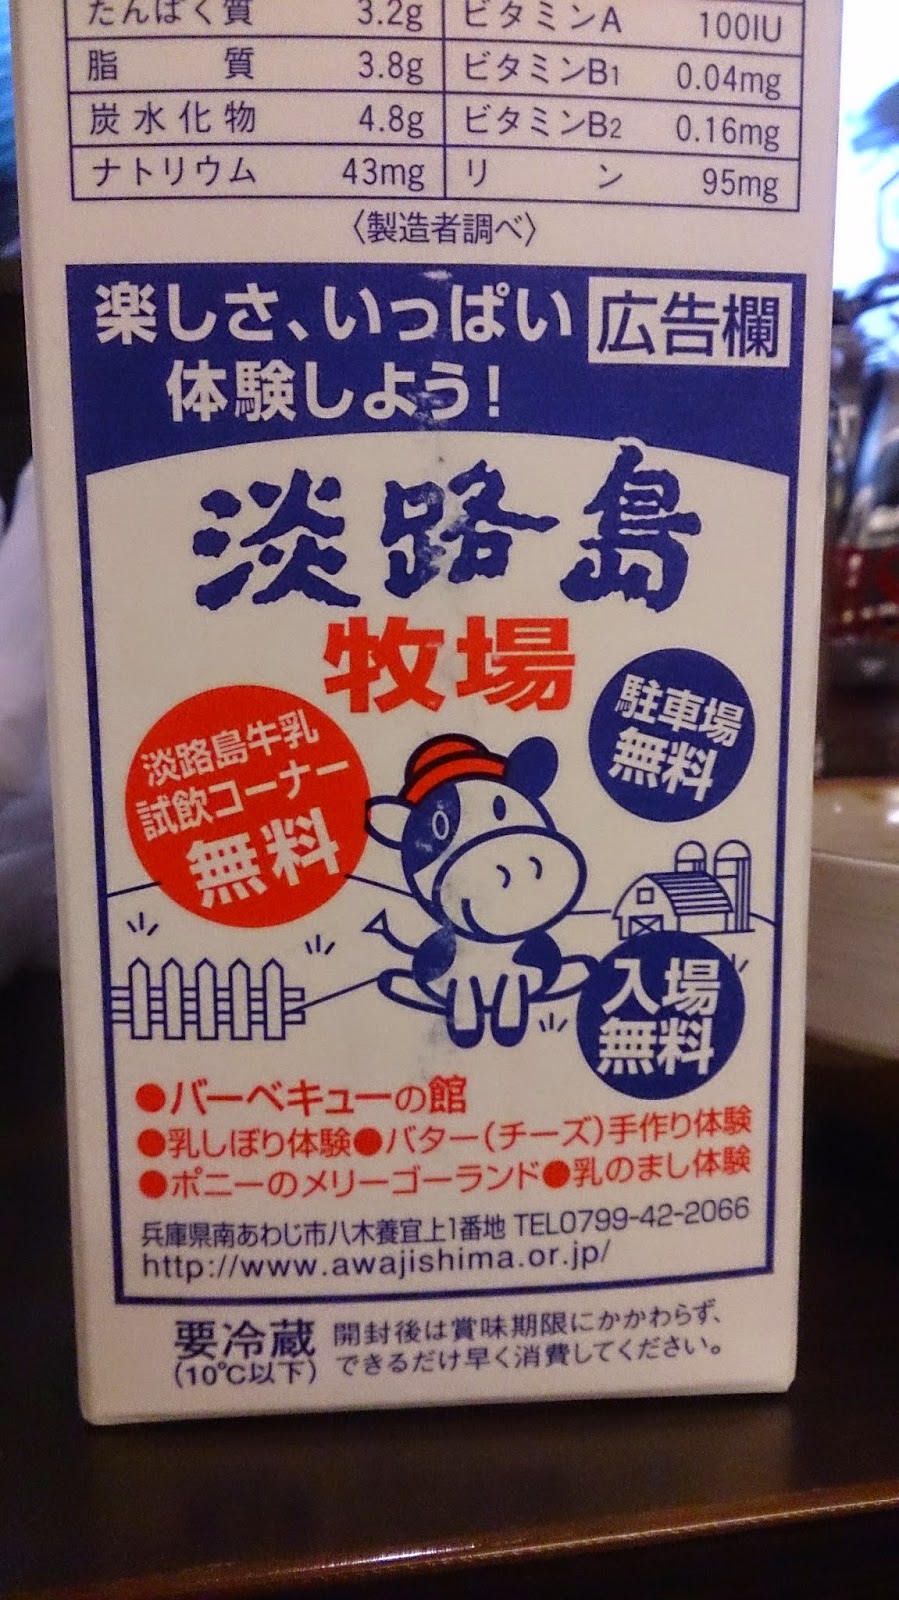 たんぱく質 3.2g ビタミンA 100IU
脂質 3.8g ビタミンB1 0.04mg
炭水化物 4.8g ビタミンB2 0.16mg
ナトリウム 43mg リン 95mg
〈製造者調べ〉
楽しさ、いっぱい
体験しよう!
広告欄
淡路島
牧場
駐車場
無料
淡路島牛乳
試飲コーナー
無料
入場
無料
●バーベキューの館
●乳しぼり体験●バター(チーズ)手作り体験
●ポニーのメリーゴーランド●乳のまし体験
兵庫県南あわじ市八木養宜上1番地 TEL0799-42-2066
http://www.awajishima.or.jp/
要冷蔵
(10℃以下)
開封後は賞味期限にかかわらず、
できるだけ早く消費してください。